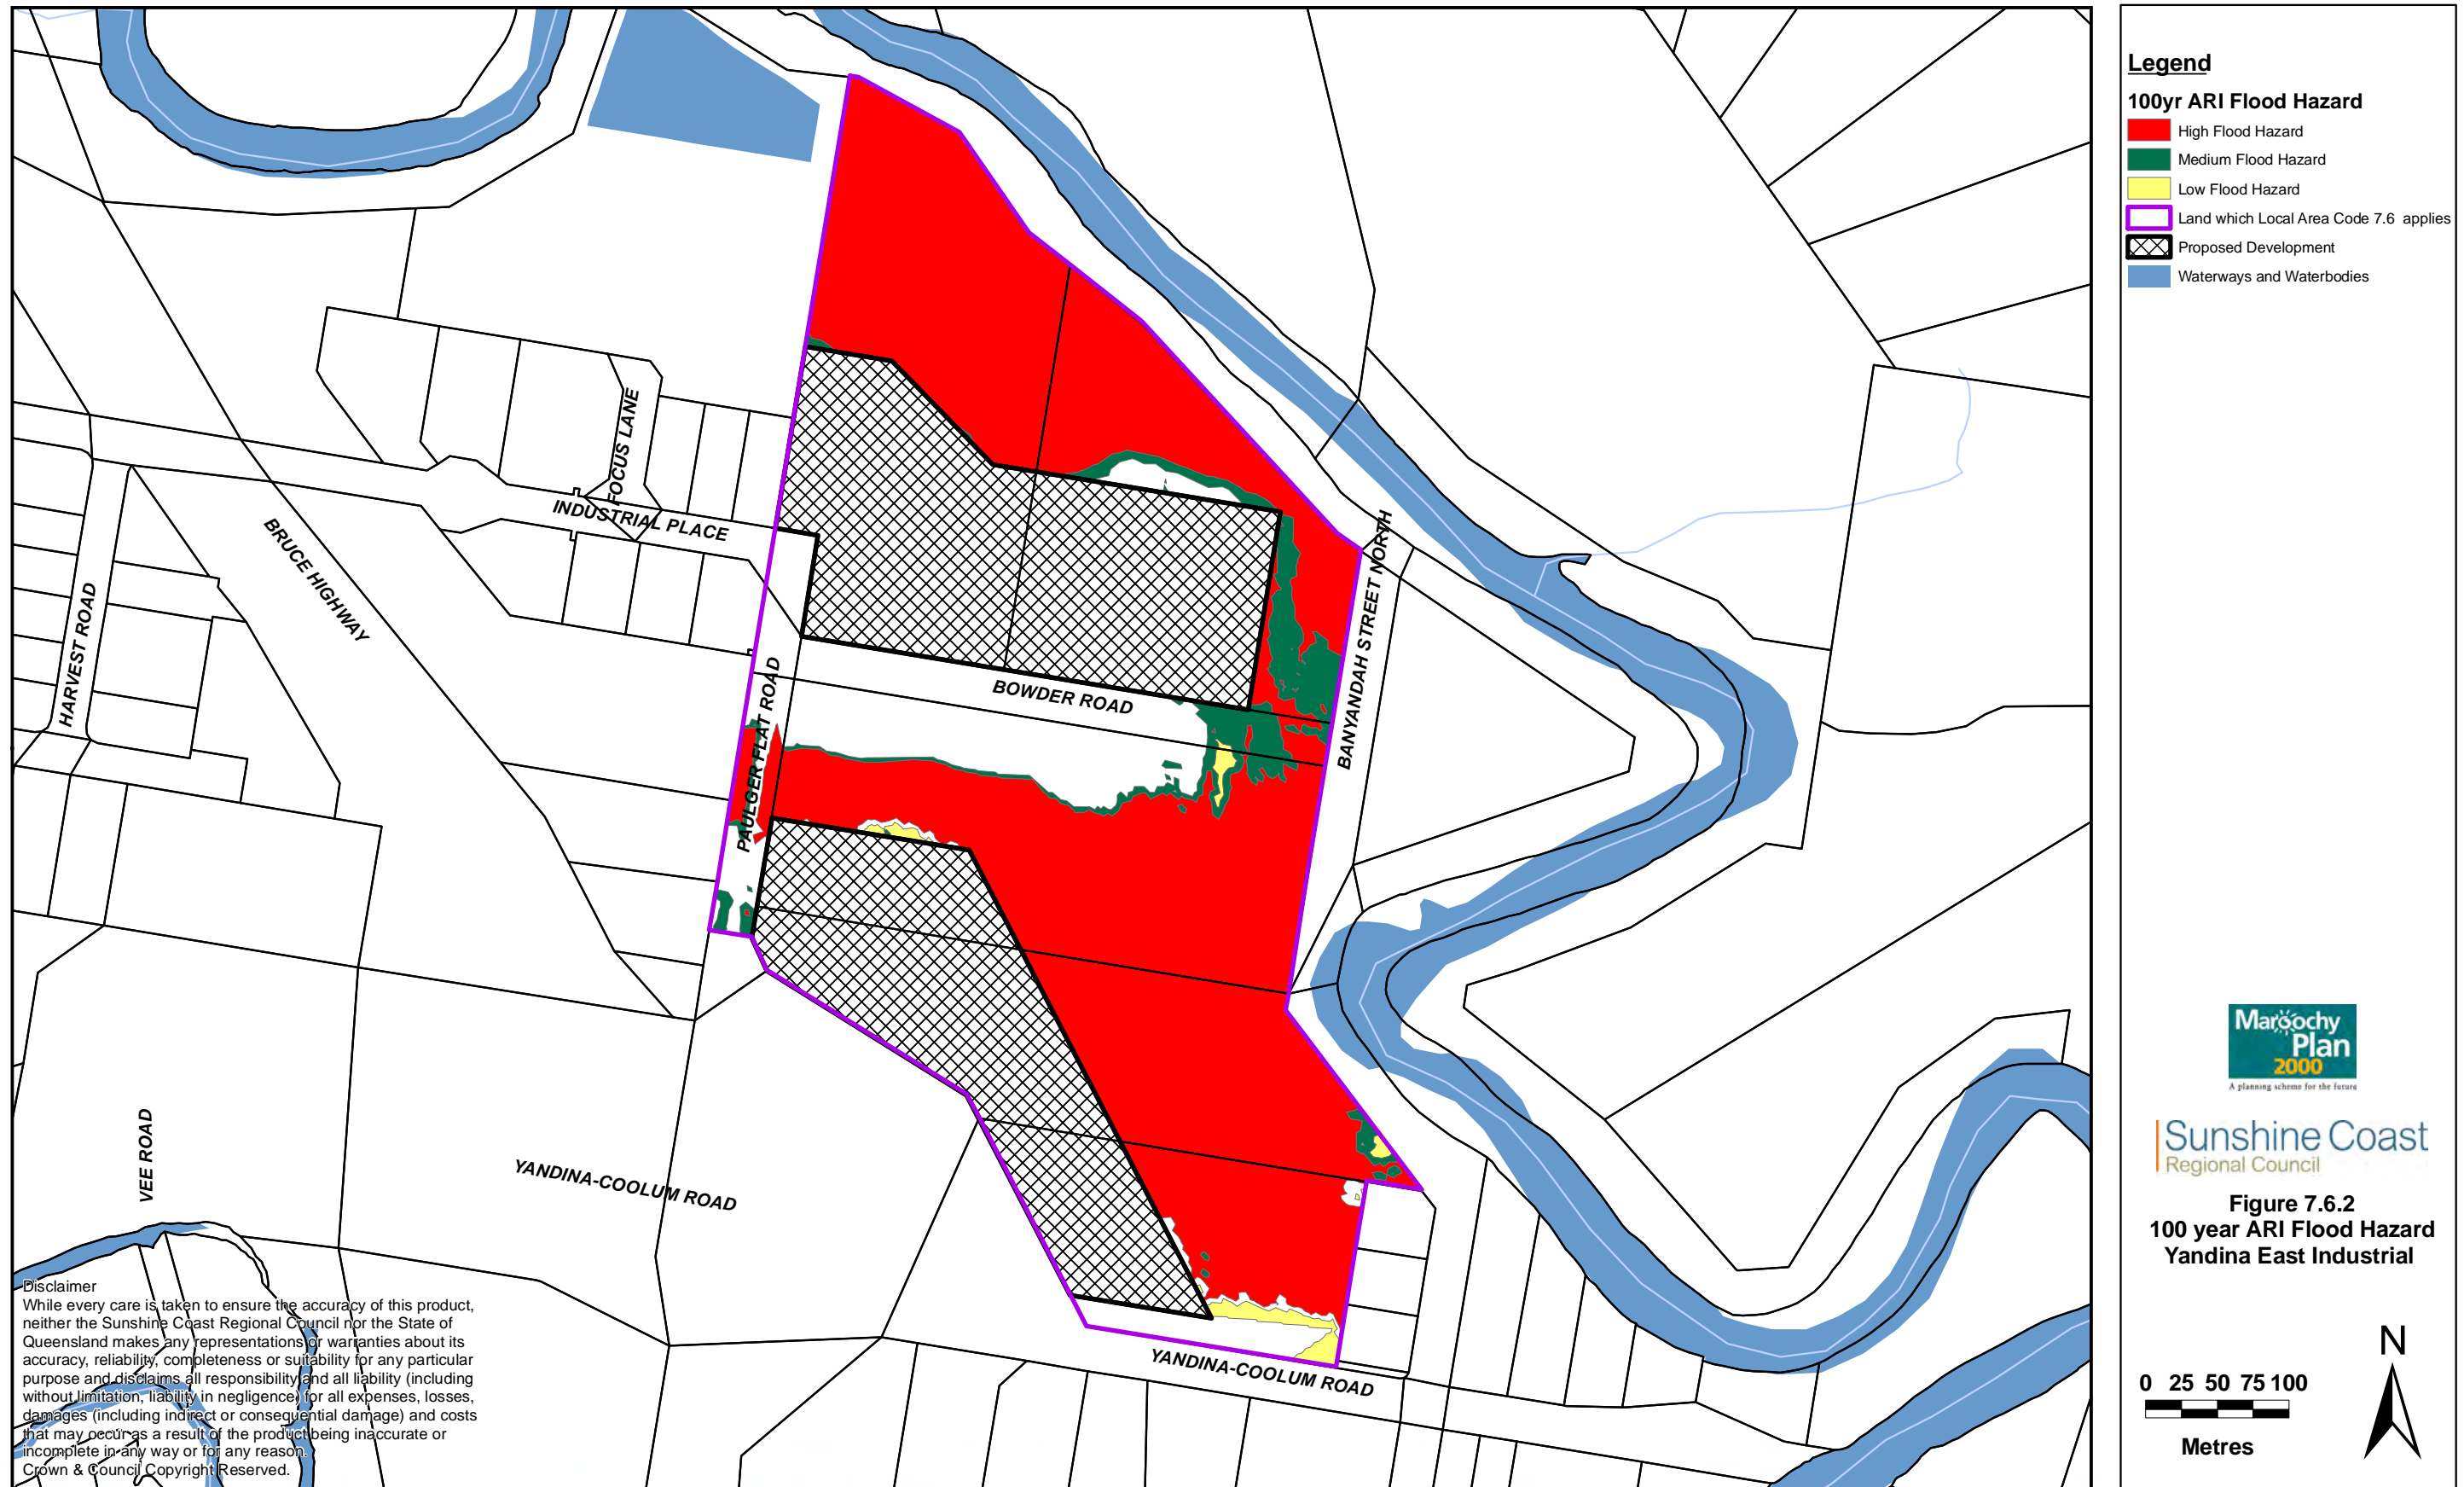 FOCUS LANE
INDUSTRIAL PLACE
BRUCE HIGHWAY
HARVEST ROAD
BOWDER ROAD
PAULGER FLAT ROAD
BANYANDAH STREET NORTH
VEE ROAD
YANDINA-COOLUM ROAD
YANDINA-COOLUM ROAD
Disclaimer
While every care is taken to ensure the accuracy of this product,
neither the Sunshine Coast Regional Council nor the State of
Queensland makes any representations or warranties about its
accuracy, reliability, completeness or suitability for any particular
purpose and disclaims all responsibility and all liability (including
without limitation, liability in negligence) for all expenses, losses,
damages (including indirect or consequential damage) and costs
that may occur as a result of the product being inaccurate or
incomplete in any way or for any reason.
Crown & Council Copyright Reserved.
Legend
100yr ARI Flood Hazard
High Flood Hazard
Medium Flood Hazard
Low Flood Hazard
Land which Local Area Code 7.6 applies
Proposed Development
Waterways and Waterbodies
Maroochy
Plan
2000
A planning scheme for the future
Sunshine Coast
Regional Council
Figure 7.6.2
100 year ARI Flood Hazard
Yandina East Industrial
N
0 25 50 75 100
Metres